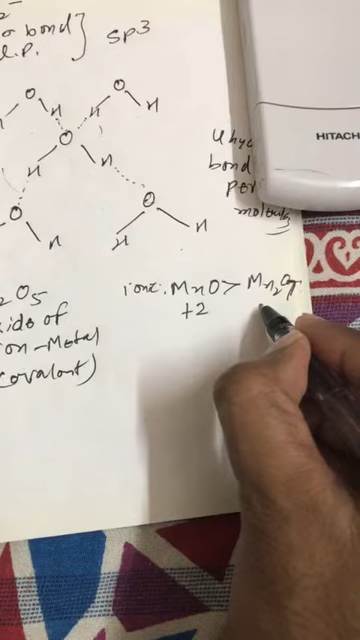 σ bond] sp3
l.p.
O O
H H H
O
H H
O O
H H
4 hyd
bond
per
molecule
HITACHI
2O5
ionic. MnO > Mn2O7
+2
xide of
on-Metal
covalent)